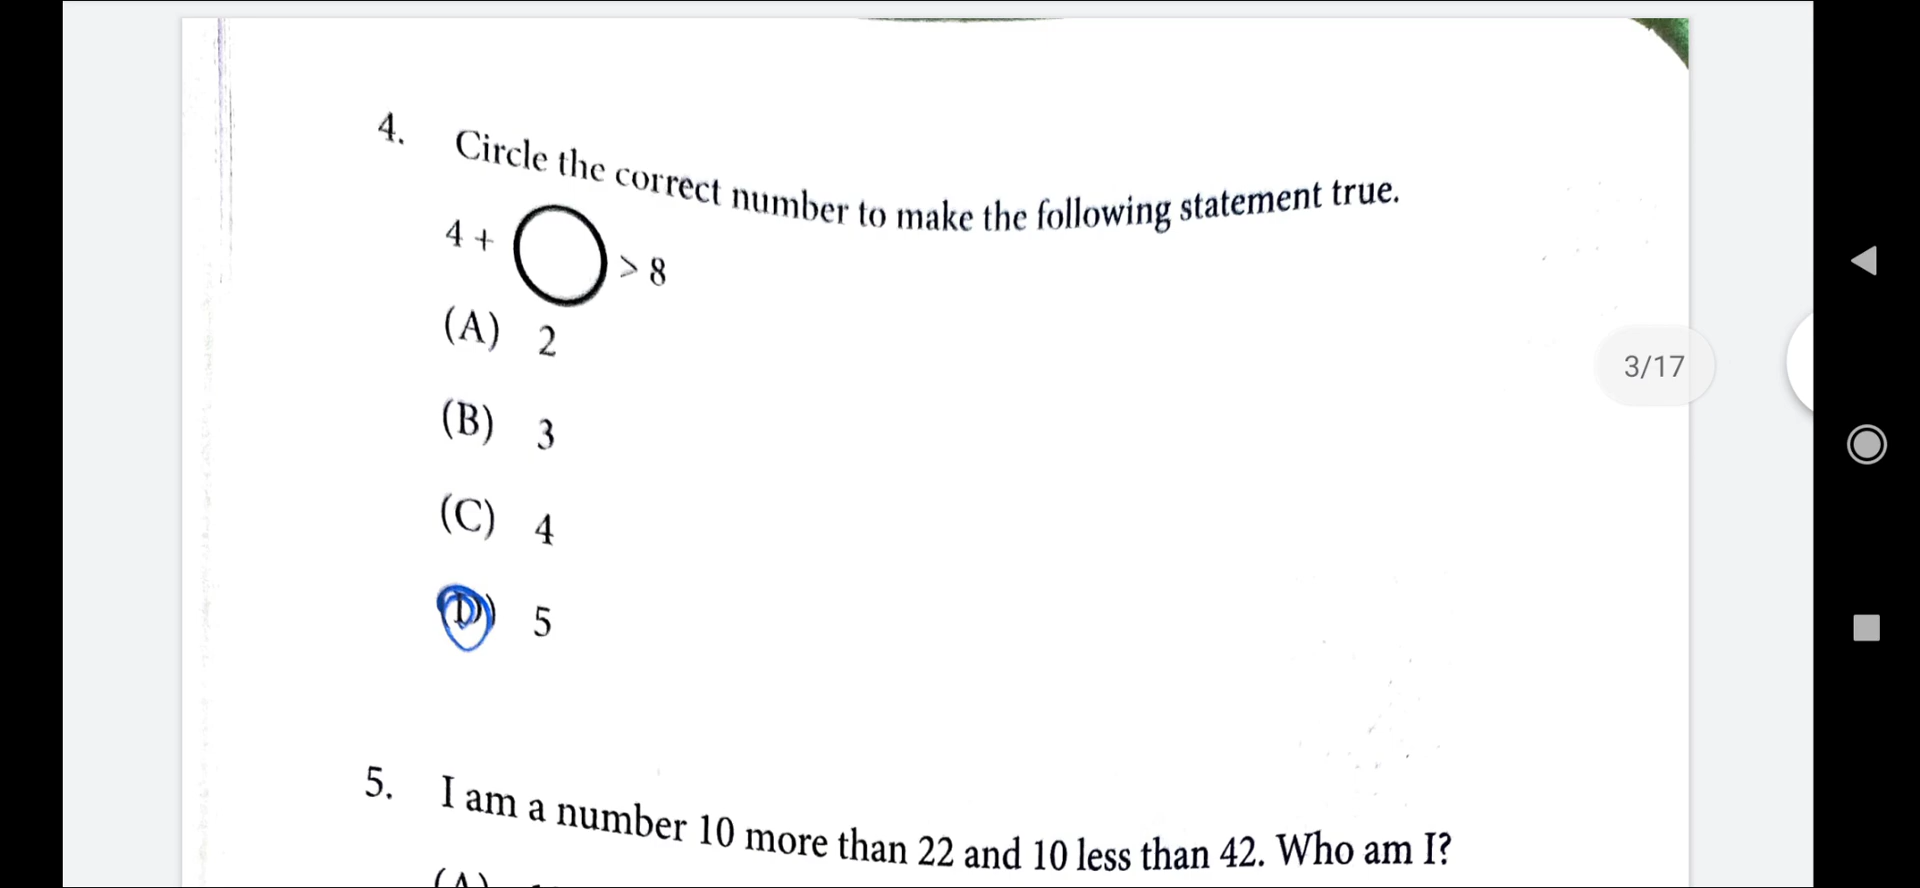 4. Circle the correct number to make the following statement true.
4 + > 8
(A) 2
(B) 3
(C) 4
(D) 5
3/17
5. I am a number 10 more than 22 and 10 less than 42. Who am I?
(A)